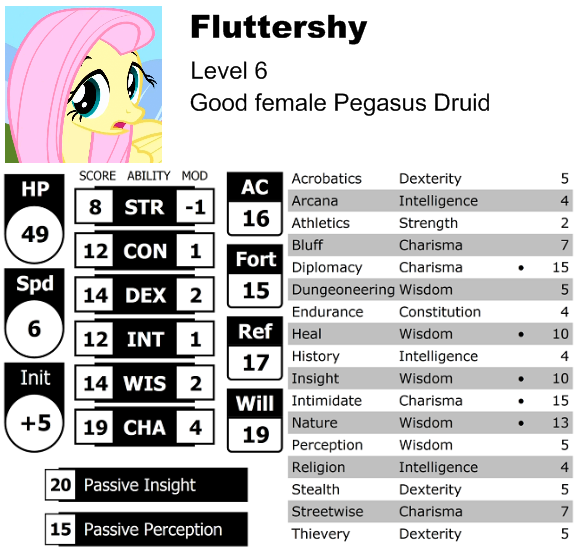 Fluttershy
Level 6
Good female Pegasus Druid
HP
49
Spd
6
Init
+5
SCORE ABILITY MOD
8 STR -1
12 CON 1
14 DEX 2
12 INT 1
14 WIS 2
19 CHA 4
AC
16
Fort
15
Ref
17
Will
19
Acrobatics Dexterity 5
Arcana Intelligence 4
Athletics Strength 2
Bluff Charisma 7
Diplomacy Charisma • 15
Dungeoneering Wisdom 5
Endurance Constitution 4
Heal Wisdom • 10
History Intelligence 4
Insight Wisdom • 10
Intimidate Charisma • 15
Nature Wisdom • 13
Perception Wisdom 5
Religion Intelligence 4
Stealth Dexterity 5
Streetwise Charisma 7
Thievery Dexterity 5
20 Passive Insight
15 Passive Perception